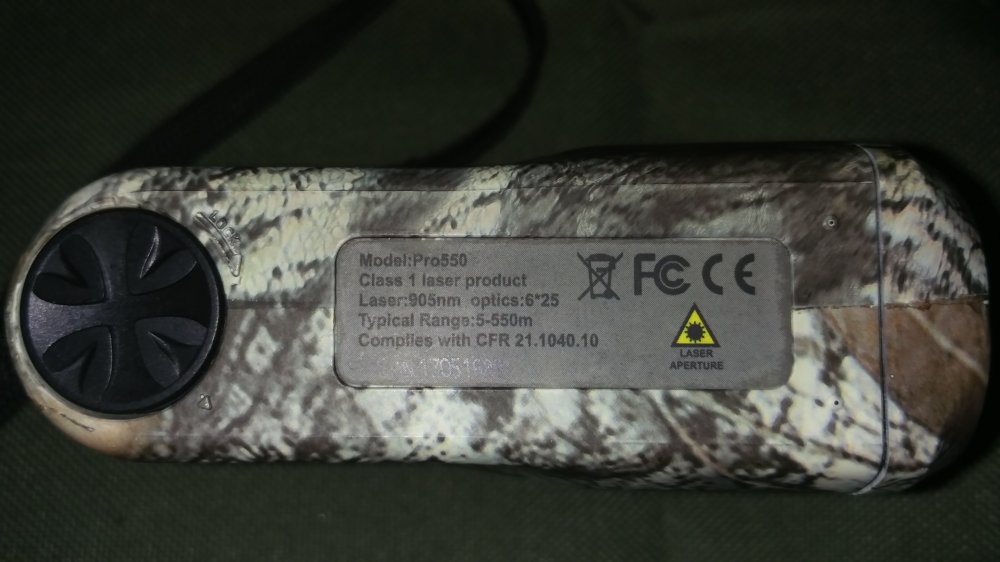 LOCK
Model:Pro550
Class 1 laser product
Laser:905nm optics:6*25
Typical Range:5-550m
Complies with CFR 21.1040.10
FC CE
LASER
APERTURE